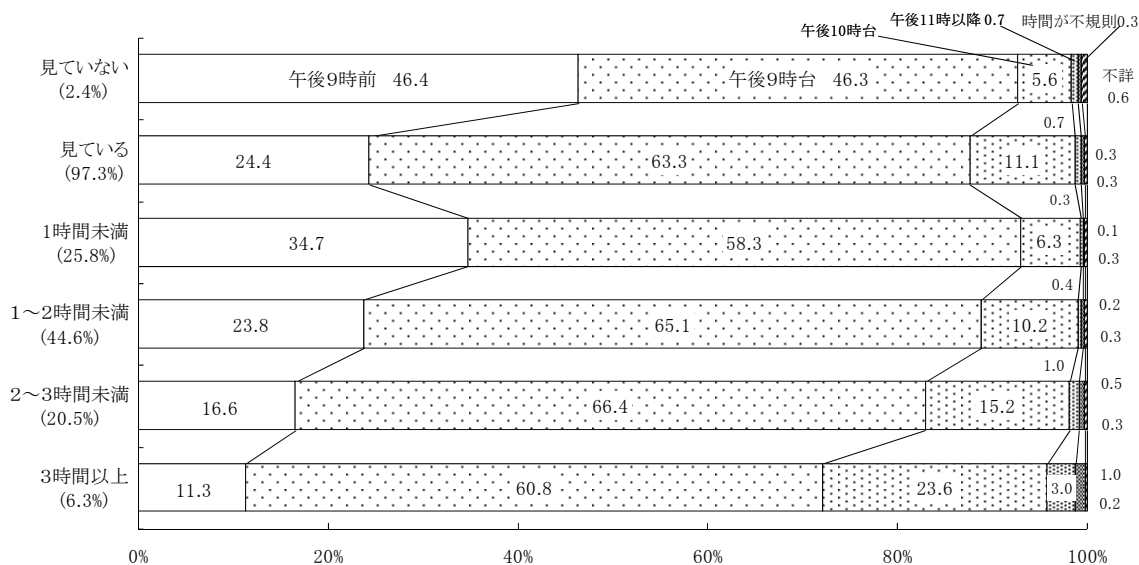 午後11時以降 0.7 時間が不規則0.3
午後10時台
見ていない
(2.4%)
午後9時前 46.4 午後9時台 46.3 5.6
不詳
0.6
0.7
見ている
(97.3%)
24.4 63.3 11.1
0.3
0.3
0.3
1時間未満
(25.8%)
34.7 58.3 6.3
0.1
0.3
0.4
1～2時間未満
(44.6%)
23.8 65.1 10.2
0.2
0.3
1.0
2～3時間未満
(20.5%)
16.6 66.4 15.2
0.5
0.3
3時間以上
(6.3%)
11.3 60.8 23.6 3.0
1.0
0.2
0% 20% 40% 60% 80% 100%